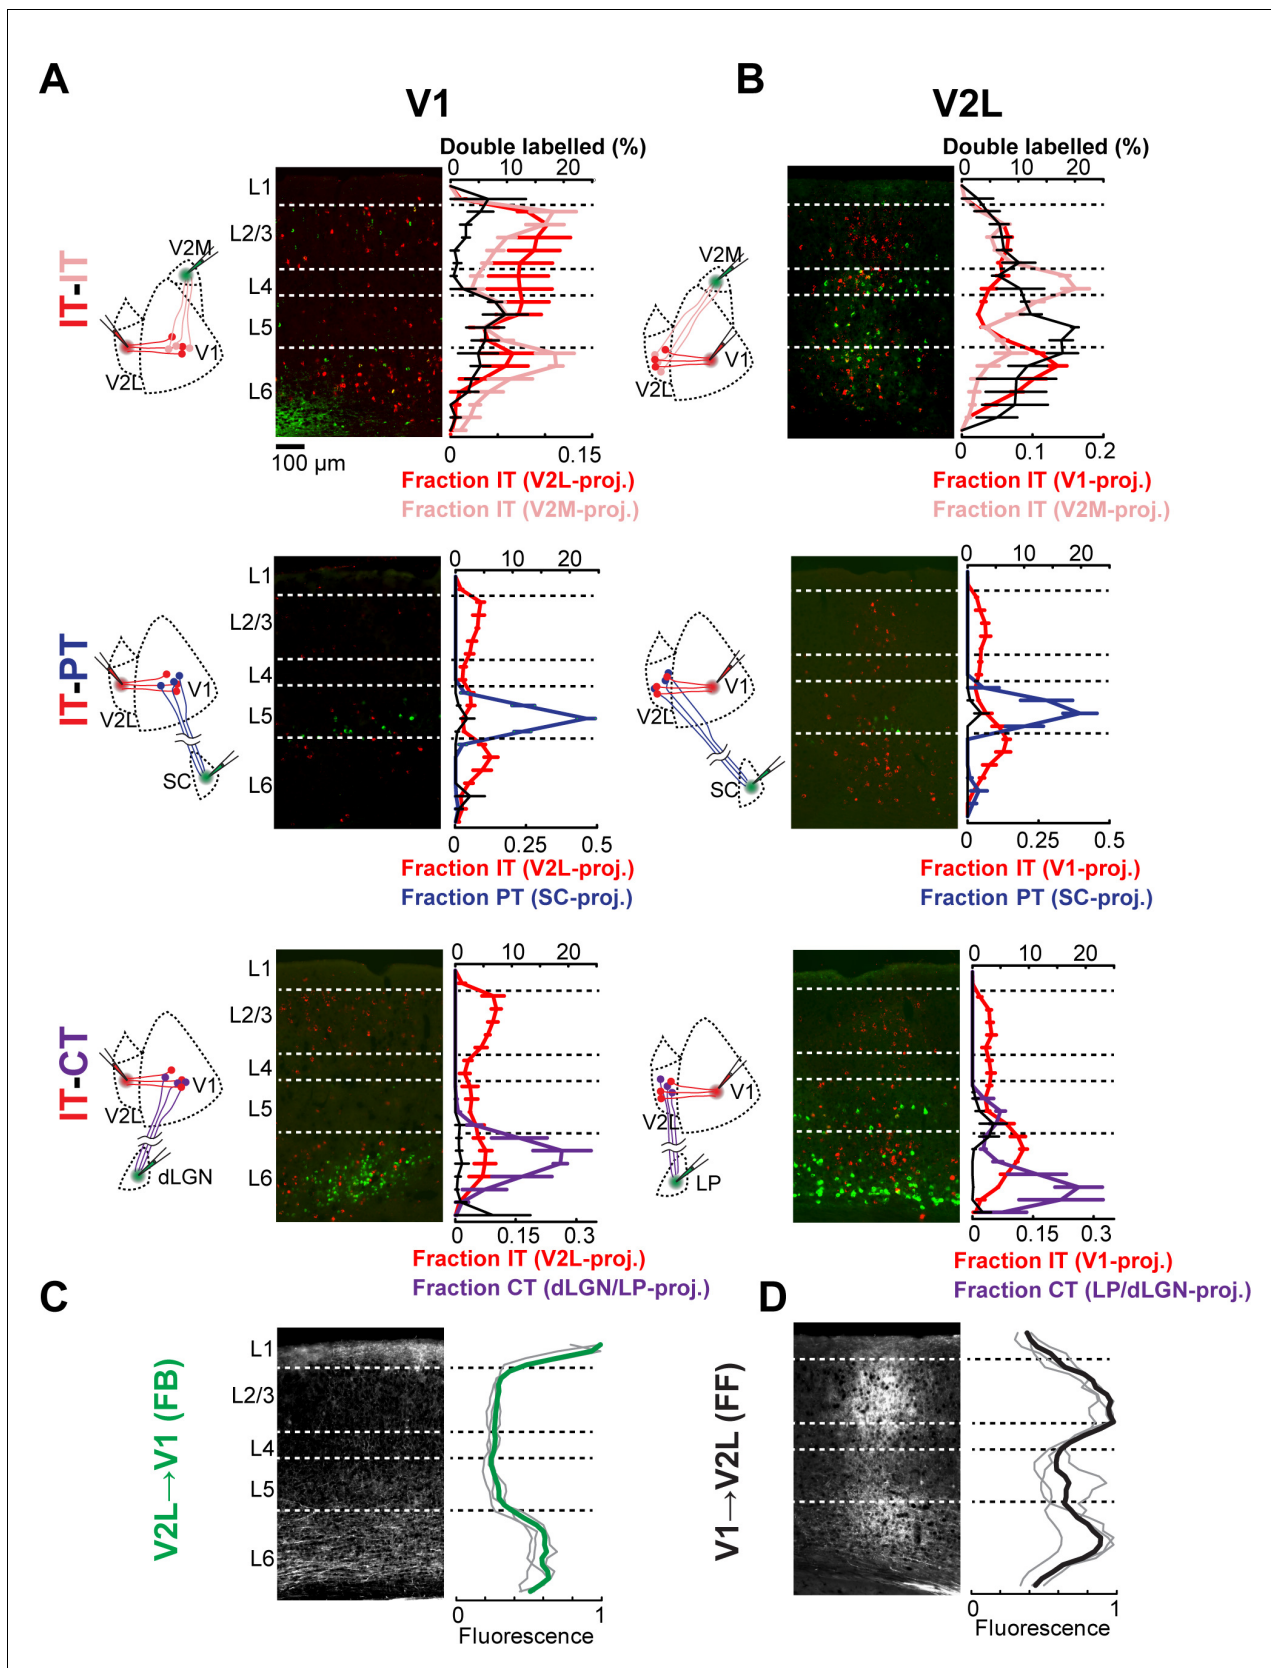 A
B
V1
V2L
Double labelled (%)
0 10 20
Double labelled (%)
0 10 20
IT-IT
V2M
V1
V2L
L1
L2/3
L4
L5
L6
100 µm
0 0.15
Fraction IT (V2L-proj.)
Fraction IT (V2M-proj.)
V2M
V1
V2L
0 0.1 0.2
Fraction IT (V1-proj.)
Fraction IT (V2M-proj.)
IT-PT
V1
V2L
SC
L1
L2/3
L4
L5
L6
0 10 20
0 0.25 0.5
Fraction IT (V2L-proj.)
Fraction PT (SC-proj.)
V1
V2L
SC
0 10 20
0 0.25 0.5
Fraction IT (V1-proj.)
Fraction PT (SC-proj.)
IT-CT
V1
V2L
dLGN
L1
L2/3
L4
L5
L6
0 10 20
0 0.15 0.3
Fraction IT (V2L-proj.)
Fraction CT (dLGN/LP-proj.)
V1
V2L
LP
0 10 20
0 0.15 0.3
Fraction IT (V1-proj.)
Fraction CT (LP/dLGN-proj.)
C
V2L→V1 (FB)
L1
L2/3
L4
L5
L6
0 1
Fluorescence
D
V1→V2L (FF)
0 1
Fluorescence